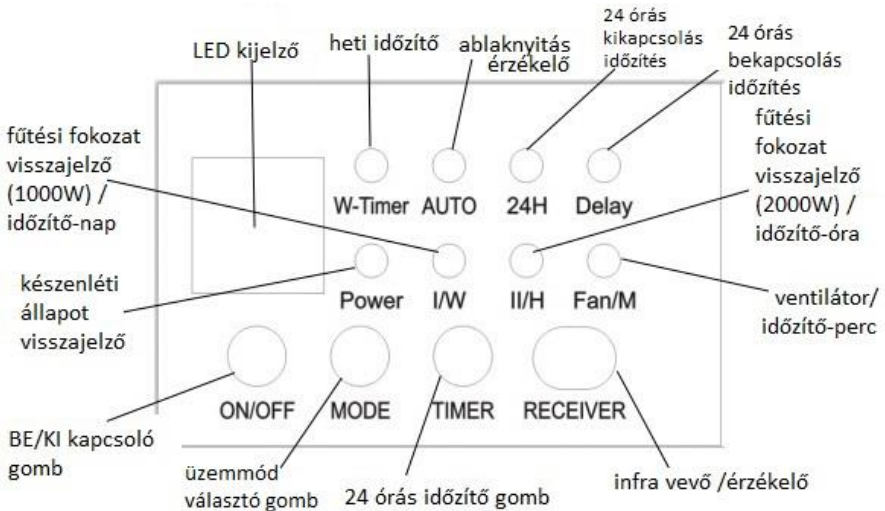 LED kijelző
heti időzítő
ablaknyitás
érzékelő
24 órás
kikapcsolás
időzítés
24 órás
bekapcsolás
időzítés
fűtési fokozat
visszajelző
(1000W) /
időzítő-nap
fűtési
fokozat
visszajelző
(2000W) /
időzítő-óra
W-Timer AUTO 24H Delay
készenléti
állapot
visszajelző
Power I/W II/H Fan/M
ventilátor/
időzítő-perc
ON/OFF MODE TIMER RECEIVER
BE/KI kapcsoló
gomb
üzemmód
választó gomb
24 órás időzítő gomb
infra vevő /érzékelő